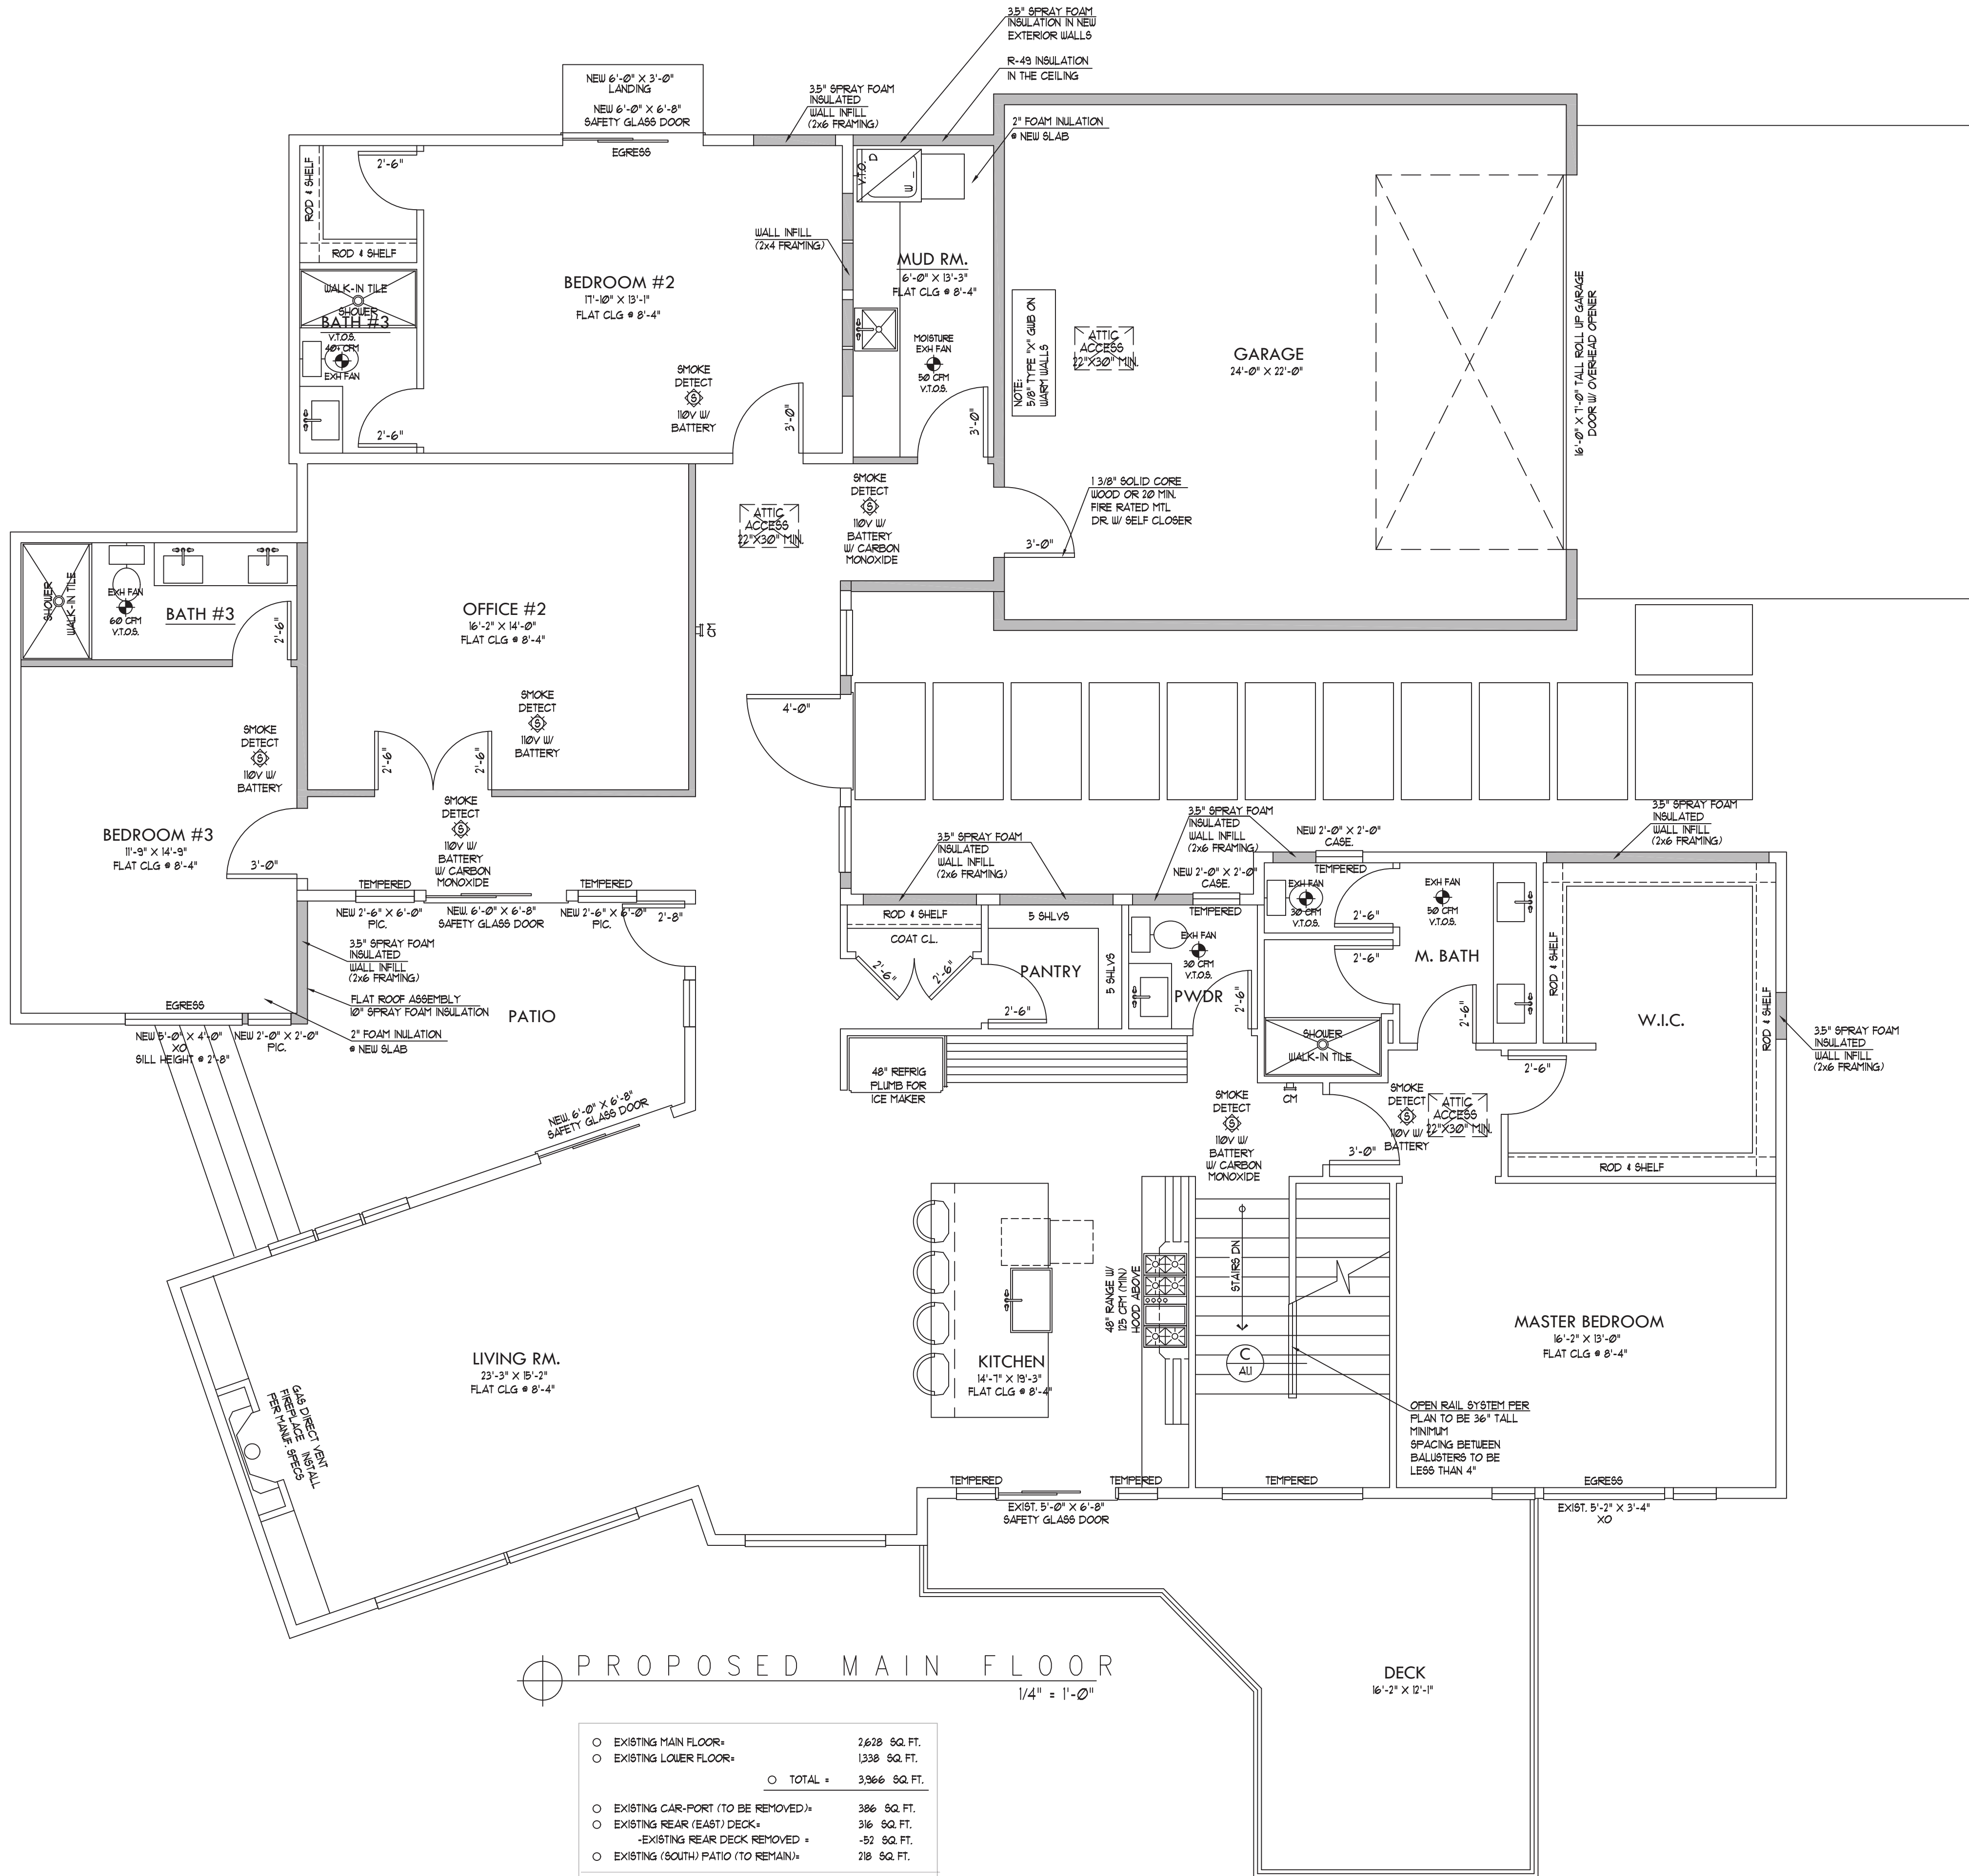 3.5" SPRAY FOAM
INSULATION IN NEW
EXTERIOR WALLS
R-49 INSULATION
IN THE CEILING
NEW 6'-0" X 3'-0"
LANDING
NEW 6'-0" X 6'-8"
SAFETY GLASS DOOR
EGRESS
3.5" SPRAY FOAM
INSULATED
WALL INFILL
(2x6 FRAMING)
2" FOAM INULATION
@ NEW SLAB
2'-6"
ROD & SHELF
ROD & SHELF
WALK-IN TILE
SHOWER
BATH #3
V.T.O.S.
40+ CFM
EXH FAN
2'-6"
BEDROOM #2
17'-10" X 13'-1"
FLAT CLG @ 8'-4"
WALL INFILL
(2x4 FRAMING)
SMOKE
DETECT
S
110V W/
BATTERY
3'-0"
V.T.O.
D
W
MUD RM.
6'-0" X 13'-3"
FLAT CLG @ 8'-4"
MOISTURE
EXH FAN
50 CFM
V.T.O.S.
3'-0"
NOTE:
5/8" TYPE "X" GWB ON
WARM WALLS
ATTIC
ACCESS
22"X30" MIN.
GARAGE
24'-0" X 22'-0"
16'-0" X 7'-0" TALL ROLL UP GARAGE
DOOR W/ OVERHEAD OPENER
1 3/8" SOLID CORE
WOOD OR 20 MIN.
FIRE RATED MTL
DR. W/ SELF CLOSER
3'-0"
SMOKE
DETECT
S
110V W/
BATTERY
W/ CARBON
MONOXIDE
ATTIC
ACCESS
22"X30" MIN.
SHOWER
WALK-IN TILE
EXH FAN
60 CFM
V.T.O.S.
BATH #3
2'-6"
OFFICE #2
16'-2" X 14'-0"
FLAT CLG @ 8'-4"
CM
SMOKE
DETECT
S
110V W/
BATTERY
2'-6"
2'-6"
4'-0"
SMOKE
DETECT
S
110V W/
BATTERY
BEDROOM #3
11'-9" X 14'-9"
FLAT CLG @ 8'-4"
3'-0"
SMOKE
DETECT
S
110V W/
BATTERY
W/ CARBON
MONOXIDE
TEMPERED
TEMPERED
NEW 2'-6" X 6'-0"
PIC.
NEW. 6'-0" X 6'-8"
SAFETY GLASS DOOR
NEW 2'-6" X 6'-0"
PIC.
2'-8"
3.5" SPRAY FOAM
INSULATED
WALL INFILL
(2x6 FRAMING)
FLAT ROOF ASSEMBLY
10" SPRAY FOAM INSULATION
2" FOAM INULATION
@ NEW SLAB
PATIO
EGRESS
NEW 5'-0" X 4'-0"
XO
SILL HEIGHT @ 2'-8"
NEW 2'-0" X 2'-0"
PIC.
NEW. 6'-0" X 6'-8"
SAFETY GLASS DOOR
3.5" SPRAY FOAM
INSULATED
WALL INFILL
(2x6 FRAMING)
3.5" SPRAY FOAM
INSULATED
WALL INFILL
(2x6 FRAMING)
NEW 2'-0" X 2'-0"
CASE.
TEMPERED
NEW 2'-0" X 2'-0"
CASE.
TEMPERED
3.5" SPRAY FOAM
INSULATED
WALL INFILL
(2x6 FRAMING)
ROD & SHELF
COAT C.L.
2'-6"
2'-6"
5 SHLVS
5 SHLVS
PANTRY
2'-6"
EXH FAN
30 CFM
V.T.O.S.
PWDR
2'-6"
EXH FAN
30 CFM
V.T.O.S.
2'-6"
2'-6"
EXH FAN
50 CFM
V.T.O.S.
M. BATH
2'-6"
SHOWER
WALK-IN TILE
CM
ROD & SHELF
ROD & SHELF
W.I.C.
3.5" SPRAY FOAM
INSULATED
WALL INFILL
(2x6 FRAMING)
2'-6"
ROD & SHELF
48" REFRIG
PLUMB FOR
ICE MAKER
SMOKE
DETECT
S
110V W/
BATTERY
W/ CARBON
MONOXIDE
SMOKE
DETECT
S
110V W/
BATTERY
ATTIC
ACCESS
22"X30" MIN.
3'-0"
STAIRS DN
C
A1.1
48" RANGE W/
125 CFM (MIN)
HOOD ABOVE
KITCHEN
14'-7" X 19'-3"
FLAT CLG @ 8'-4"
LIVING RM.
23'-3" X 15'-2"
FLAT CLG @ 8'-4"
GAS DIRECT VENT
FIREPLACE INSTALL
PER MANUF. SPECS
MASTER BEDROOM
16'-2" X 13'-0"
FLAT CLG @ 8'-4"
OPEN RAIL SYSTEM PER
PLAN TO BE 36" TALL
MINIMUM
SPACING BETWEEN
BALUSTERS TO BE
LESS THAN 4"
TEMPERED
TEMPERED
TEMPERED
EGRESS
EXIST. 5'-0" X 6'-8"
SAFETY GLASS DOOR
EXIST. 5'-2" X 3'-4"
XO
DECK
16'-2" X 12'-1"
PROPOSED MAIN FLOOR
1/4" = 1'-0"
EXISTING MAIN FLOOR= 2,628 SQ. FT.
EXISTING LOWER FLOOR= 1,338 SQ. FT.
TOTAL = 3,966 SQ. FT.
EXISTING CAR-PORT (TO BE REMOVED)= 386 SQ. FT.
EXISTING REAR (EAST) DECK= 316 SQ. FT.
-EXISTING REAR DECK REMOVED = -52 SQ. FT.
EXISTING (SOUTH) PATIO (TO REMAIN)= 218 SQ. FT.